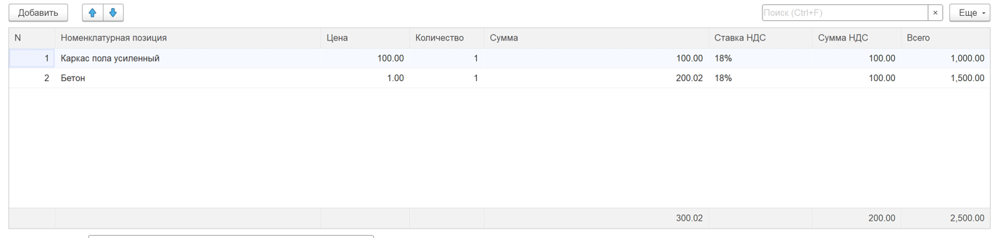 Добавить Поиск (Ctrl+F) × Еще
N Номенклатурная позиция Цена Количество Сумма Ставка НДС Сумма НДС Всего
1 Каркас пола усиленный 100.00 1 100.00 18% 100.00 1,000.00
2 Бетон 1.00 1 200.02 18% 100.00 1,500.00
300.02 200.00 2,500.00